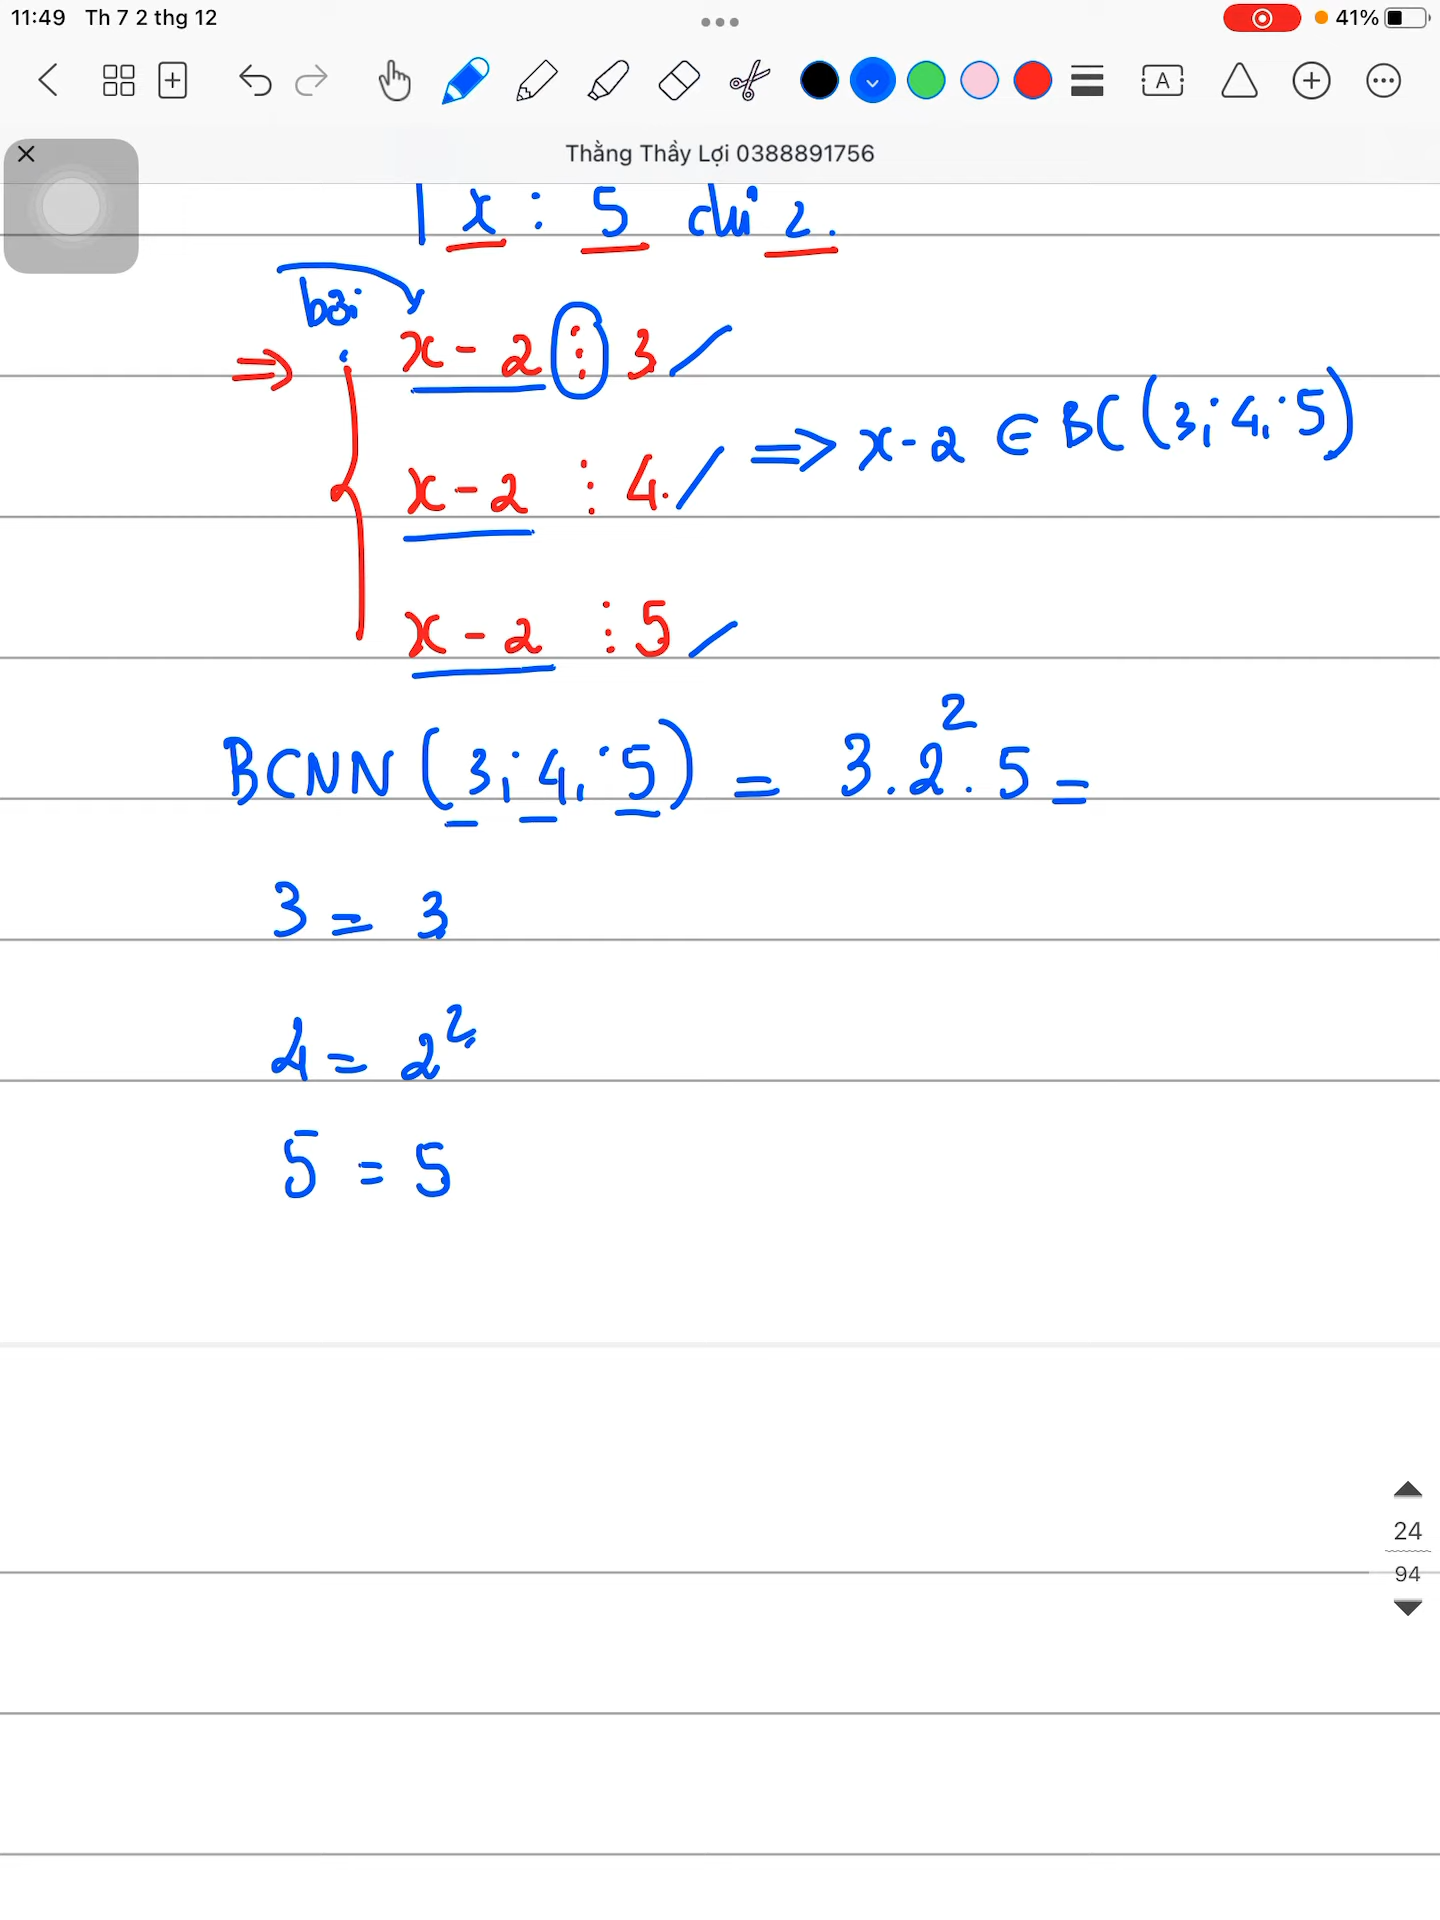 11:49 Th 7 2 thg 12 41%
A
Thằng Thầy Lợi 0388891756
x : 5 dư 2.
bởi
⇒ x - 2 ⋮ 3
⇒ x - 2 ∈ BC (3; 4; 5)
x - 2 ⋮ 4.
x - 2 ⋮ 5
BCNN (3; 4; 5) = 3.2².5 =
3 = 3
4 = 2²
5 = 5
24
94